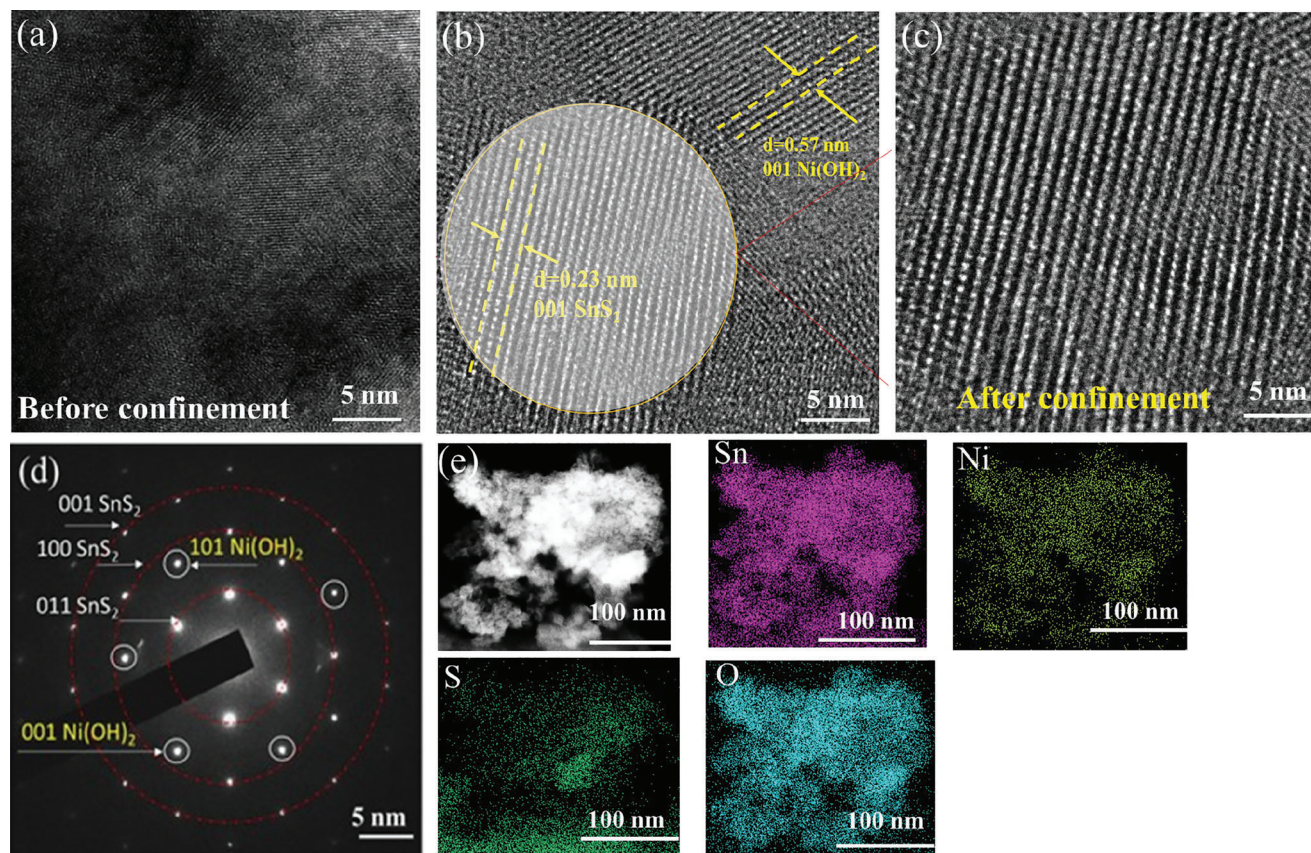 (a)
Before confinement
5 nm
(b)
d=0.57 nm
001 Ni(OH)₂
d=0.23 nm
001 SnS₁
(c)
After confinement
5 nm
5 nm
(d)
001 SnS₂
100 SnS₂
101 Ni(OH)₂
011 SnS₂
001 Ni(OH)₂
5 nm
(e)
100 nm
Sn
100 nm
Ni
100 nm
S
100 nm
O
100 nm